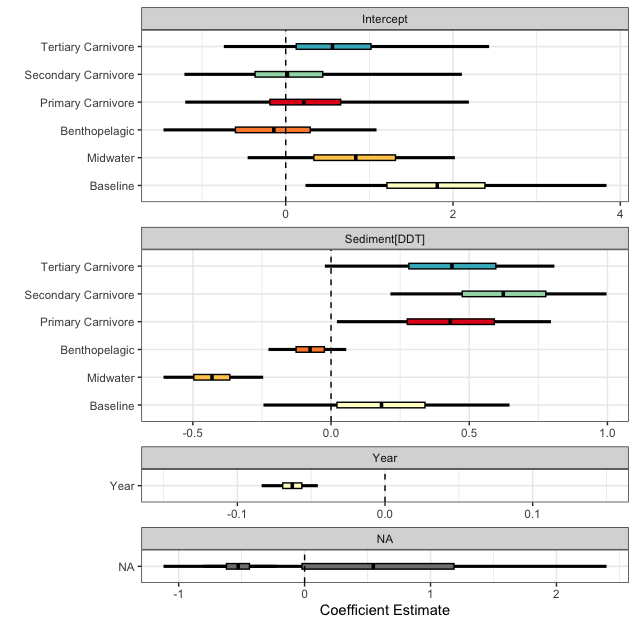 Intercept
Tertiary Carnivore
Secondary Carnivore
Primary Carnivore
Benthopelagic
Midwater
Baseline
0 2 4
Sediment[DDT]
Tertiary Carnivore
Secondary Carnivore
Primary Carnivore
Benthopelagic
Midwater
Baseline
-0.5 0.0 0.5 1.0
Year
Year
-0.1 0.0 0.1
NA
NA
-1 0 1 2
Coefficient Estimate